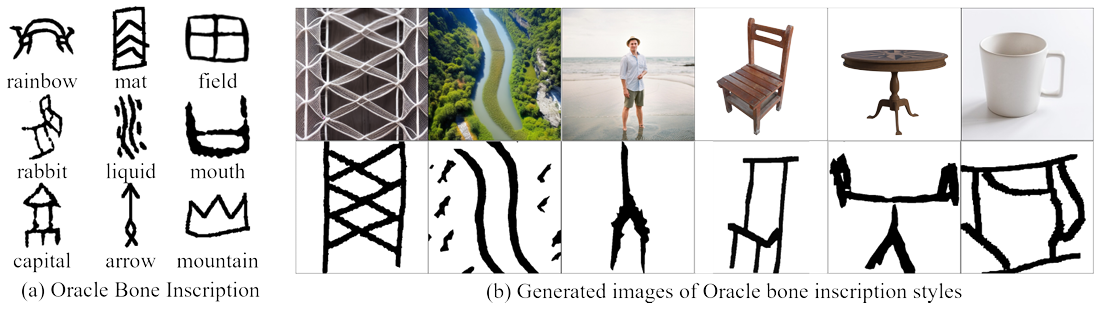 rainbow mat field
rabbit liquid mouth
capital arrow mountain
(a) Oracle Bone Inscription
(b) Generated images of Oracle bone inscription styles